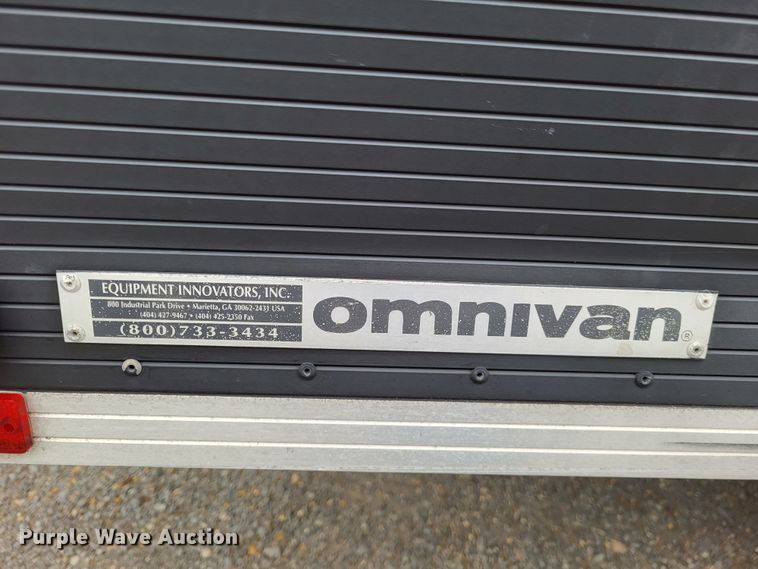 EQUIPMENT INNOVATORS, INC.
800 Industrial Park Drive • Marietta, GA 30062-2431 USA
(404) 427-9467 • (404) 425-2350 Fax
(800)733-3434
omnivan®
Purple Wave Auction